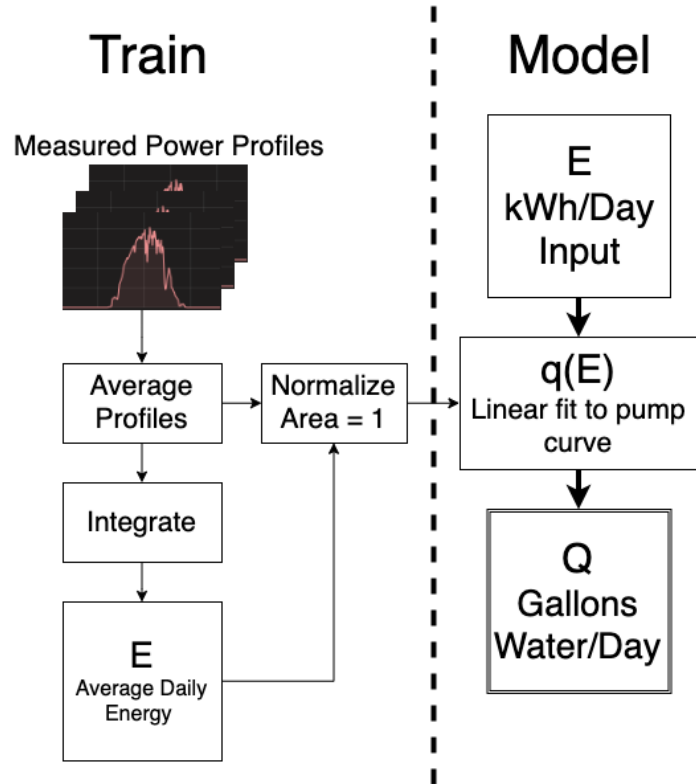 Train
Measured Power Profiles
Average
Profiles
Normalize
Area = 1
Integrate
E
Average Daily
Energy
Model
E
kWh/Day
Input
q(E)
Linear fit to pump
curve
Q
Gallons
Water/Day